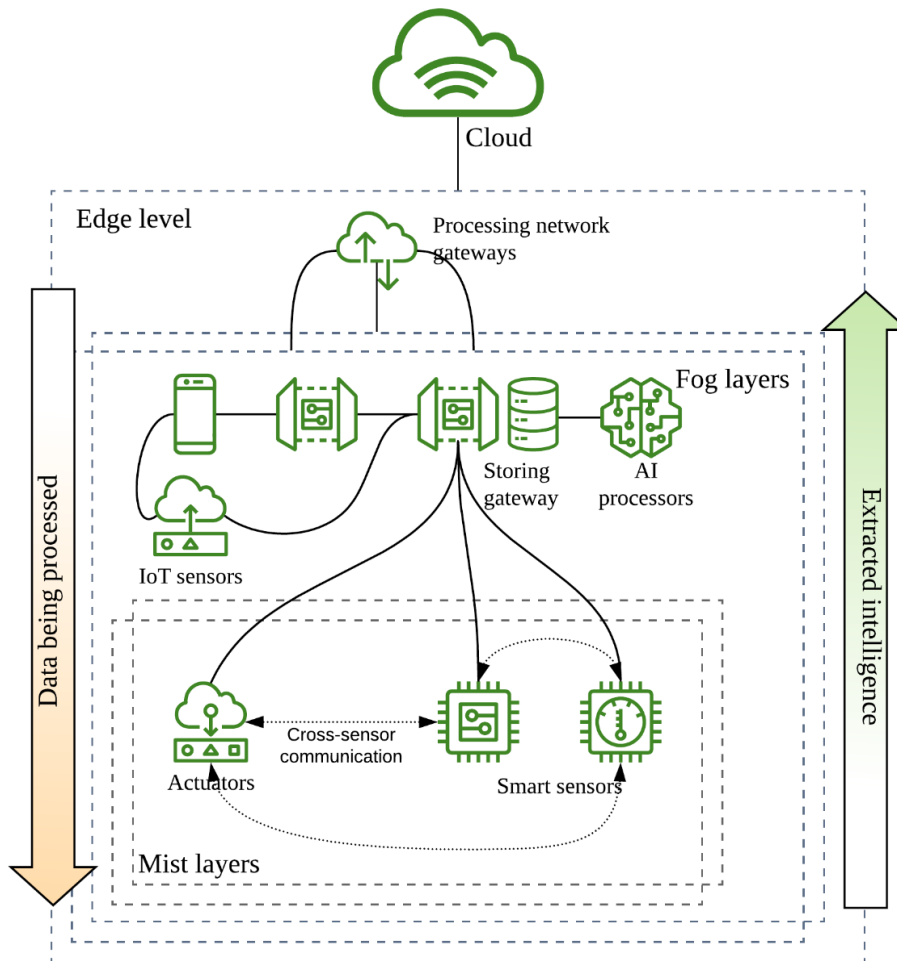 Cloud
Edge level
Processing network
gateways
Fog layers
Storing
gateway
AI
processors
IoT sensors
Data being processed
Extracted intelligence
Cross-sensor
communication
Actuators
Smart sensors
Mist layers